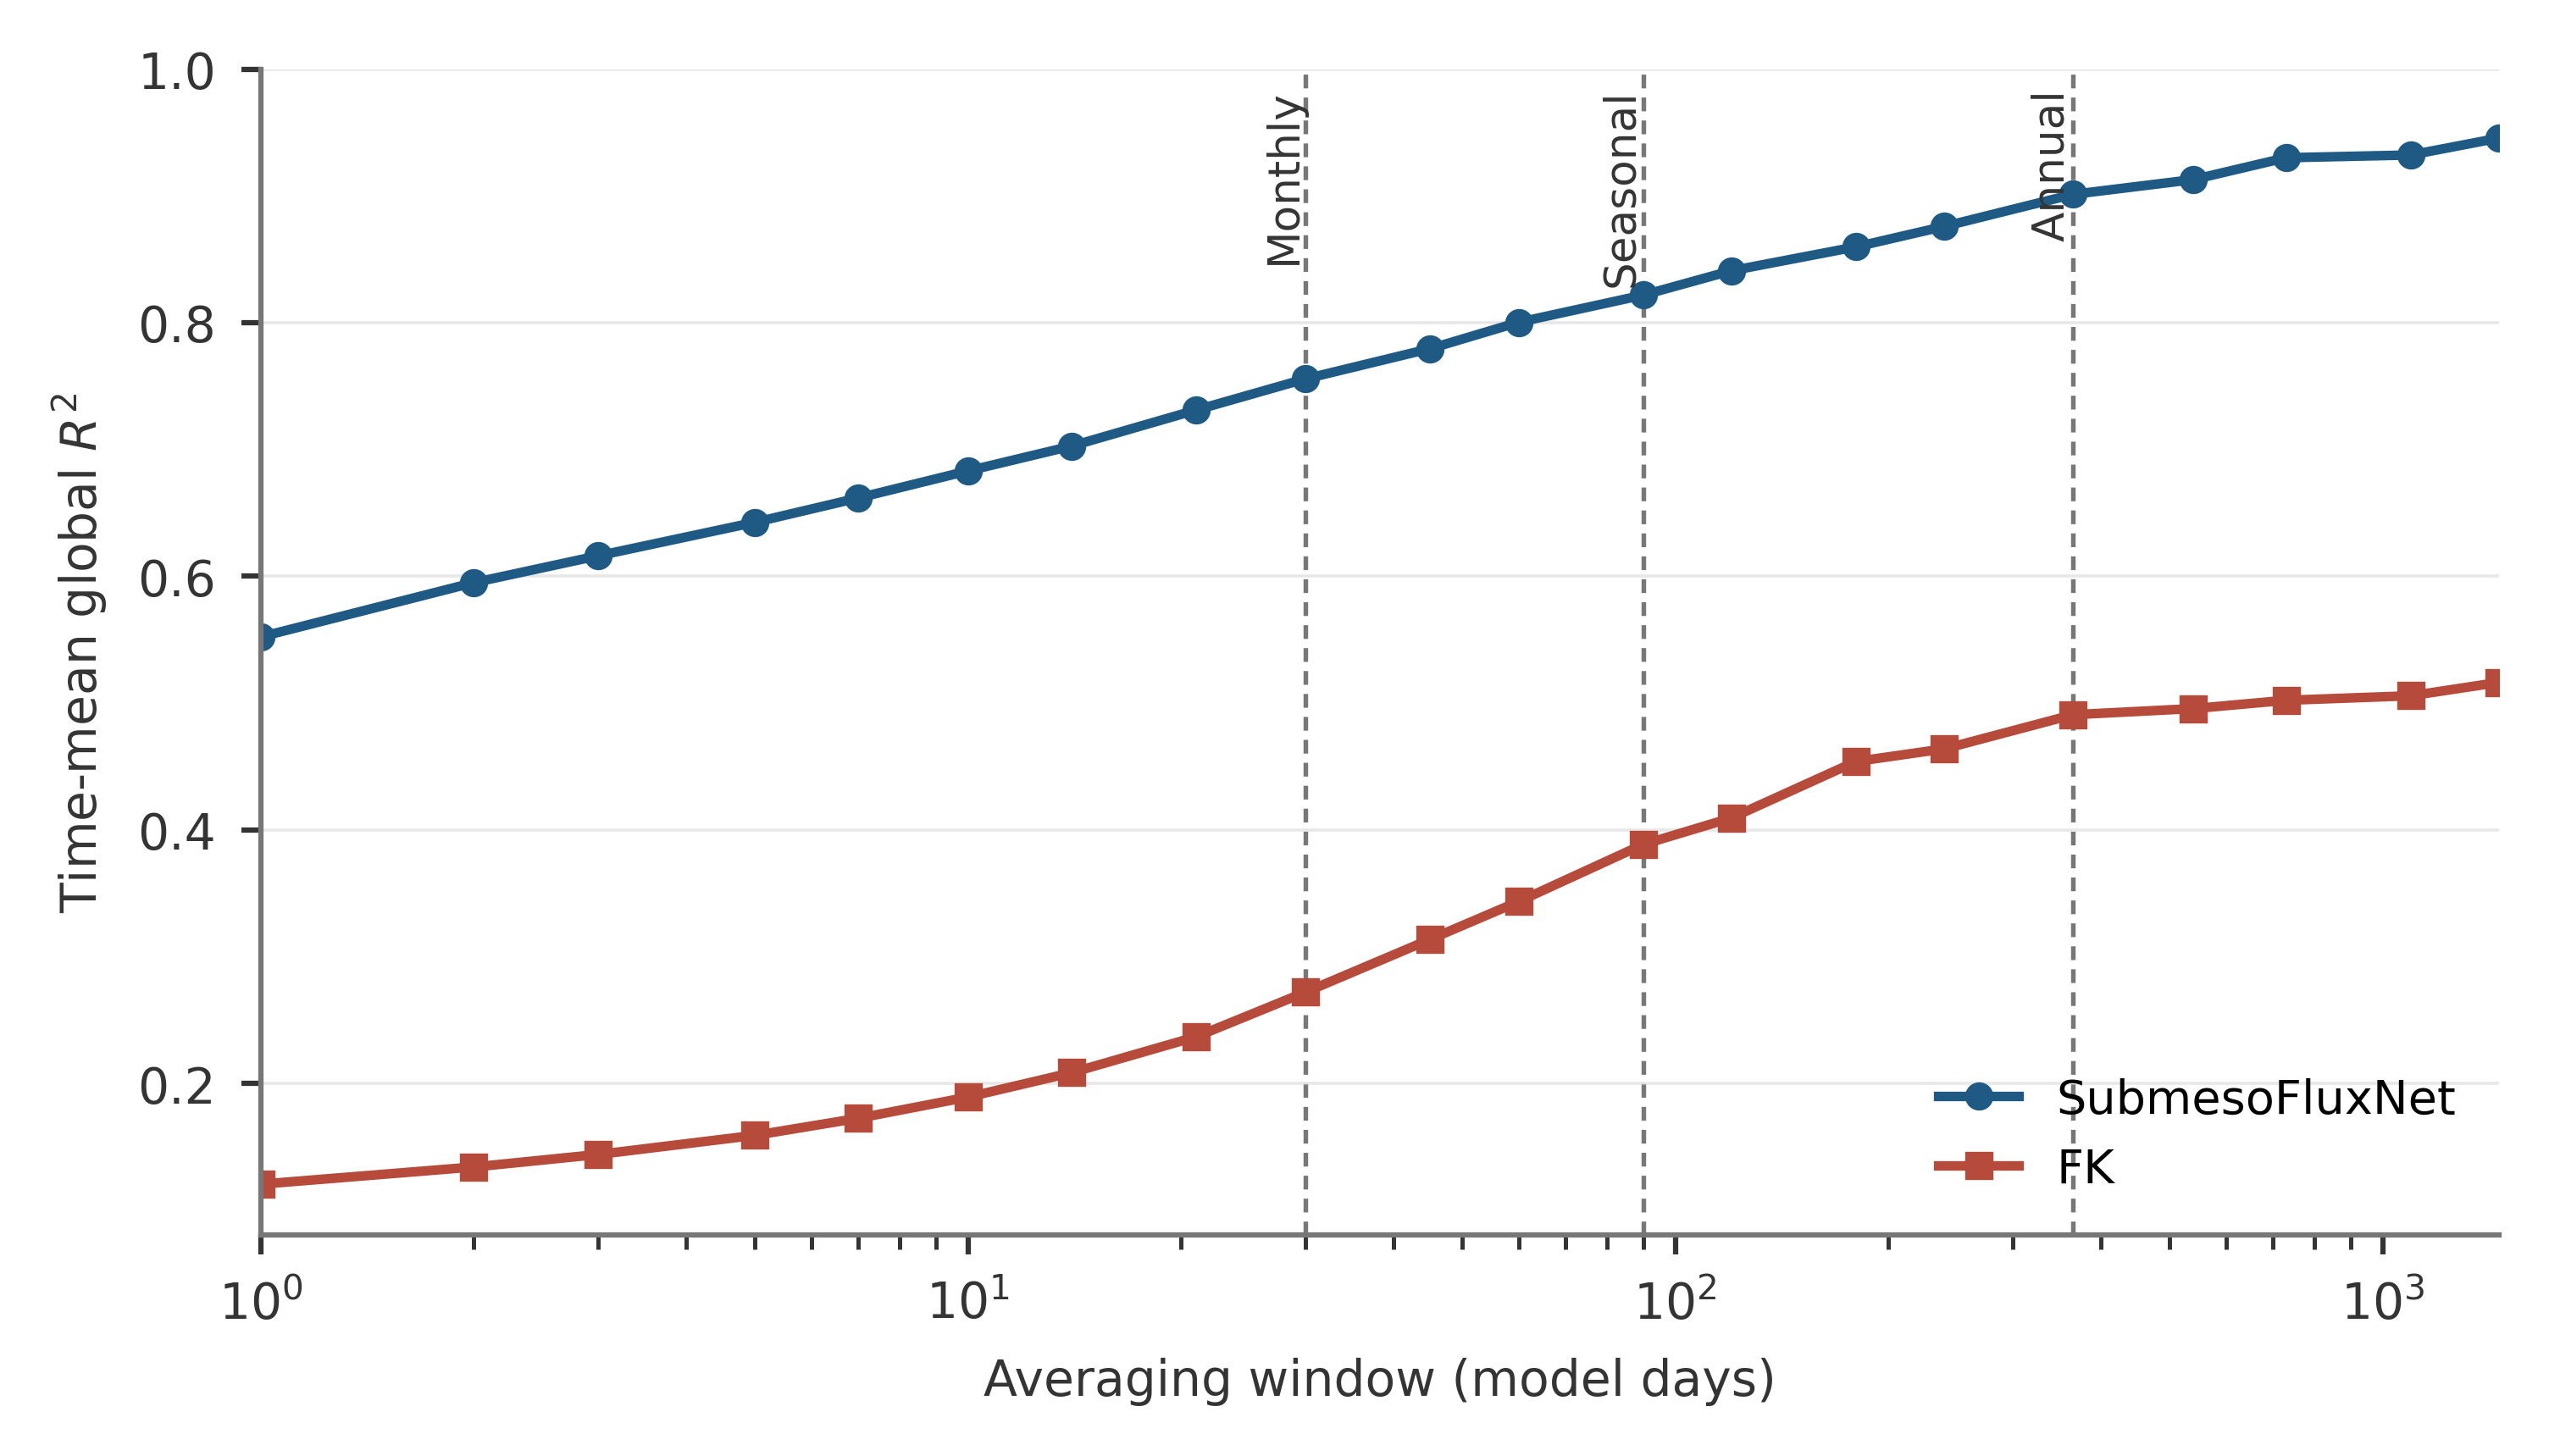 1.0
0.8
0.6
0.4
0.2
Time-mean global R²
Monthly
Seasonal
Annual
SubmesoFluxNet
FK
10⁰
10¹
10²
10³
Averaging window (model days)